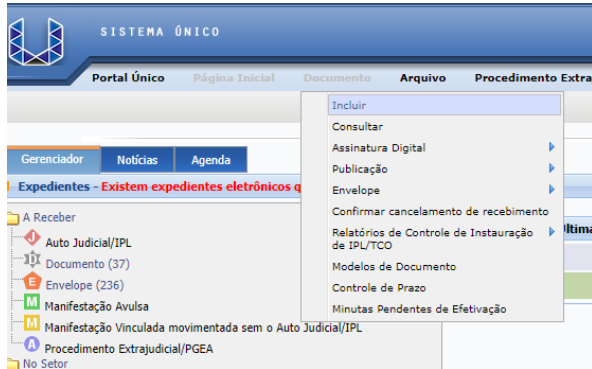 SISTEMA ÚNICO
Portal Único Página Inicial Documento Arquivo Procedimento Extra
Incluir
Consultar
Assinatura Digital
Publicação
Envelope
Confirmar cancelamento de recebimento
Relatórios de Controle de Instauração
de IPL/TCO
Modelos de Documento
Controle de Prazo
Minutas Pendentes de Efetivação
Gerenciador Notícias Agenda
Expedientes - Existem expedientes eletrônicos q
ltima
A Receber
Auto Judicial/IPL
Documento (37)
E Envelope (236)
M Manifestação Avulsa
M Manifestação Vinculada movimentada sem o Auto Judicial/IPL
A Procedimento Extrajudicial/PGEA
No Setor